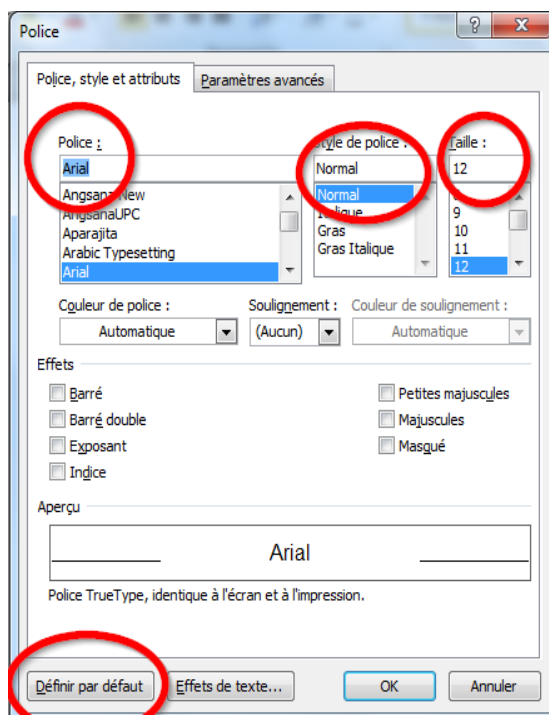 Police
Police, style et attributs Paramètres avancés
Police : Style de police : Taille :
Arial Normal 12
Angsana New Normal
AngsanaUPC Italique 9
Aparajita Gras 10
Arabic Typesetting Gras Italique 11
Arial 12
Couleur de police : Soulignement : Couleur de soulignement :
Automatique (Aucun) Automatique
Effets
Barré Petites majuscules
Barré double Majuscules
Exposant Masqué
Indice
Aperçu
Arial
Police TrueType, identique à l'écran et à l'impression.
Définir par défaut Effets de texte... OK Annuler